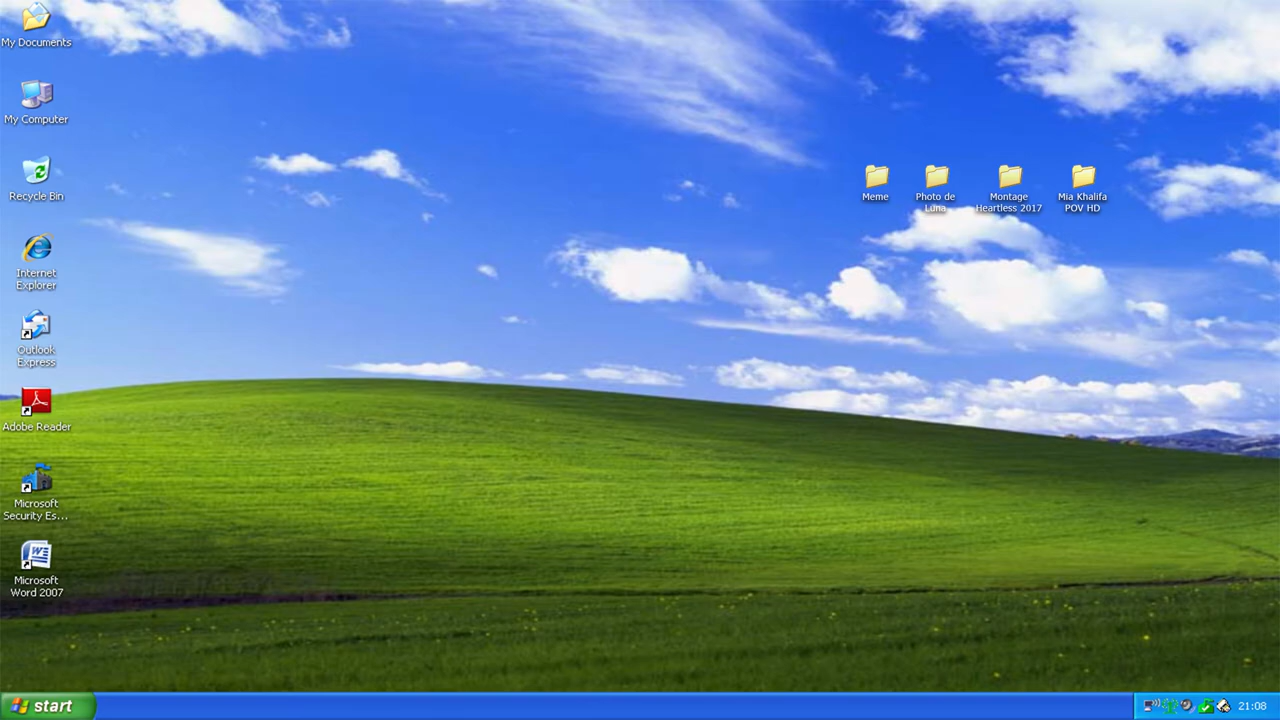 My Documents
My Computer
Recycle Bin
Internet
Explorer
Outlook
Express
Adobe Reader
Microsoft
Security Es...
Microsoft
Word 2007
Meme
Photo de
Luna
Montage
Heartless 2017
Mia Khalifa
POV HD
start
21:08